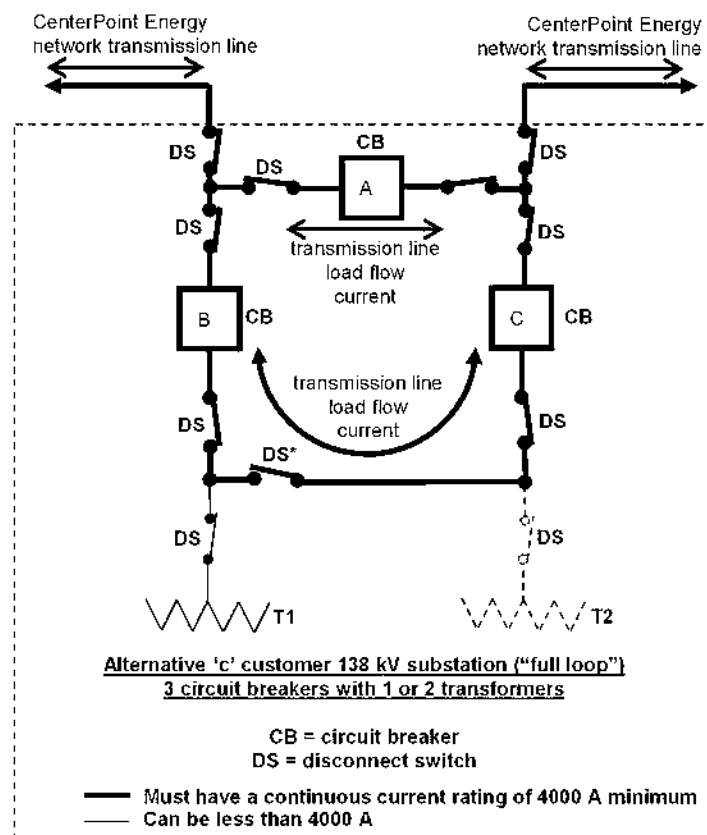 CenterPoint Energy
network transmission line
CenterPoint Energy
network transmission line
CB
DS
DS
DS
A
DS
DS
transmission line
load flow
current
B
CB
C
CB
transmission line
load flow
current
DS
DS
DS*
DS
DS
T1
T2
Alternative 'c' customer 138 kV substation ("full loop")
3 circuit breakers with 1 or 2 transformers
CB = circuit breaker
DS = disconnect switch
Must have a continuous current rating of 4000 A minimum
Can be less than 4000 A